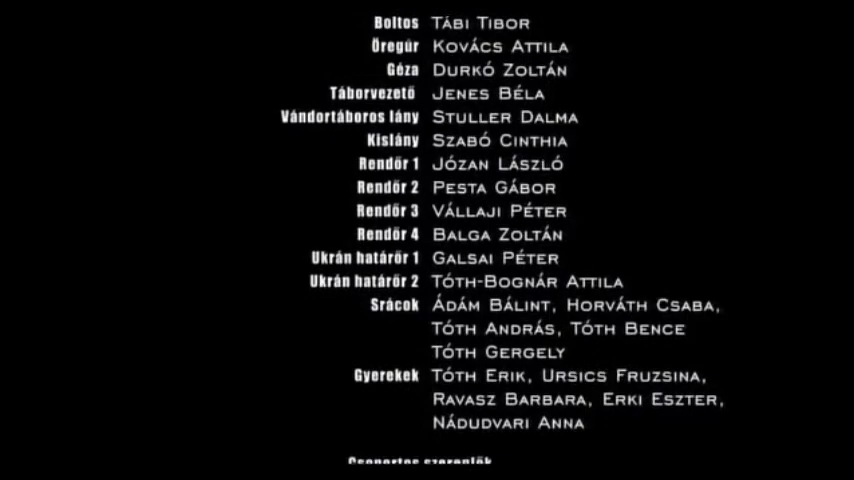 Boltos TÁBI TIBOR
Öregúr KOVÁCS ATTILA
Géza DURKÓ ZOLTÁN
Táborvezető JENES BÉLA
Vándortáboros lány STULLER DALMA
Kislány SZABÓ CINTHIA
Rendőr 1 JÓZAN LÁSZLÓ
Rendőr 2 PESTA GÁBOR
Rendőr 3 VÁLLAJI PÉTER
Rendőr 4 BALGA ZOLTÁN
Ukrán határőr 1 GALSAI PÉTER
Ukrán határőr 2 TÓTH-BOGNÁR ATTILA
Srácok ÁDÁM BÁLINT, HORVÁTH CSABA,
TÓTH ANDRÁS, TÓTH BENCE
TÓTH GERGELY
Gyerekek TÓTH ERIK, URSICS FRUZSINA,
RAVASZ BARBARA, ERKI ESZTER,
NÁDUDVARI ANNA
Csoportos szereplők